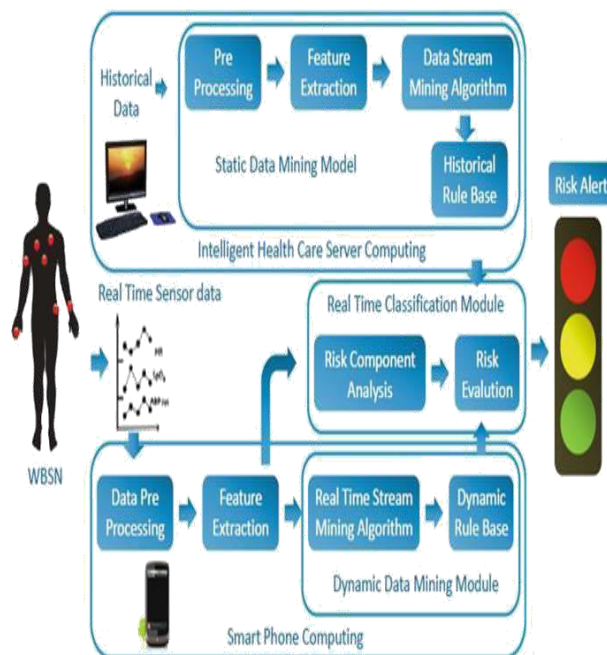 Historical
Data
Pre
Processing
Feature
Extraction
Data Stream
Mining Algorithm
Static Data Mining Model
Historical
Rule Base
Intelligent Health Care Server Computing
Risk Alert
Real Time Sensor data
HR
SpO₂
WBSN
Real Time Classification Module
Risk Component
Analysis
Risk
Evalution
Data Pre
Processing
Feature
Extraction
Real Time Stream
Mining Algorithm
Dynamic
Rule Base
Dynamic Data Mining Module
Smart Phone Computing